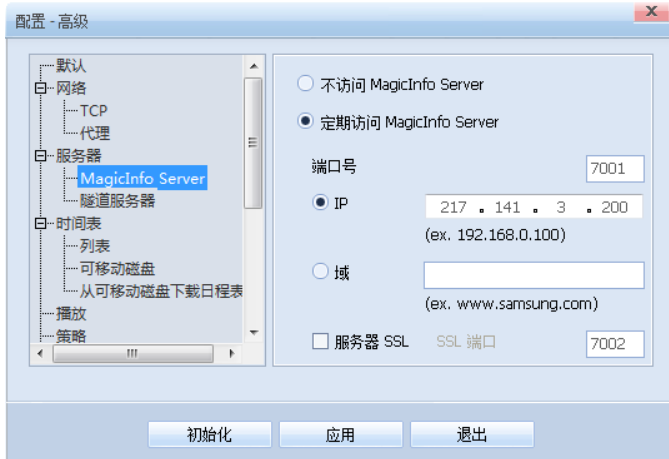 配置 - 高级
默认
网络
TCP
代理
服务器
MagicInfo Server
隧道服务器
时间表
列表
可移动磁盘
从可移动磁盘下载日程表
播放
策略
不访问 MagicInfo Server
定期访问 MagicInfo Server
端口号 7001
IP 217 . 141 . 3 . 200
(ex. 192.168.0.100)
域
(ex. www.samsung.com)
服务器 SSL SSL 端口 7002
初始化 应用 退出